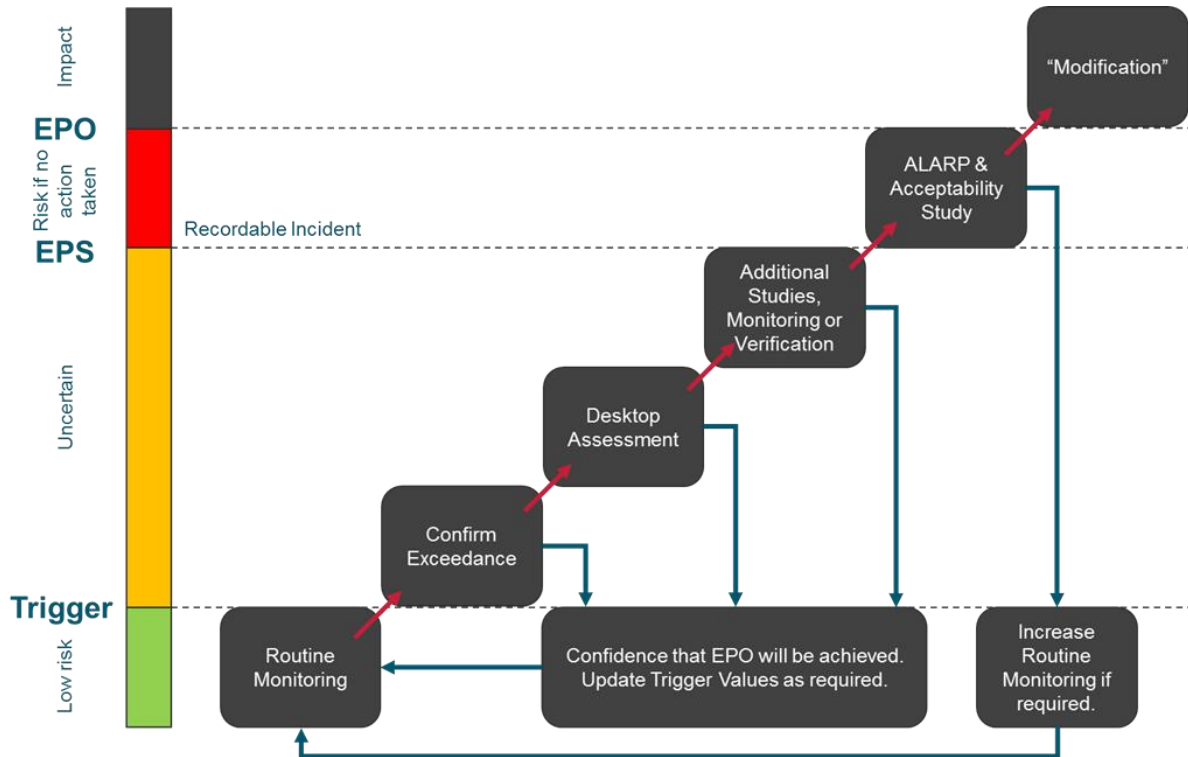 Impact
“Modification”
EPO
Risk if no
action
taken
ALARP &
Acceptability
Study
Recordable Incident
EPS
Additional
Studies,
Monitoring or
Verification
Uncertain
Desktop
Assessment
Confirm
Exceedance
Trigger
Low risk
Routine
Monitoring
Confidence that EPO will be achieved.
Update Trigger Values as required.
Increase
Routine
Monitoring if
required.